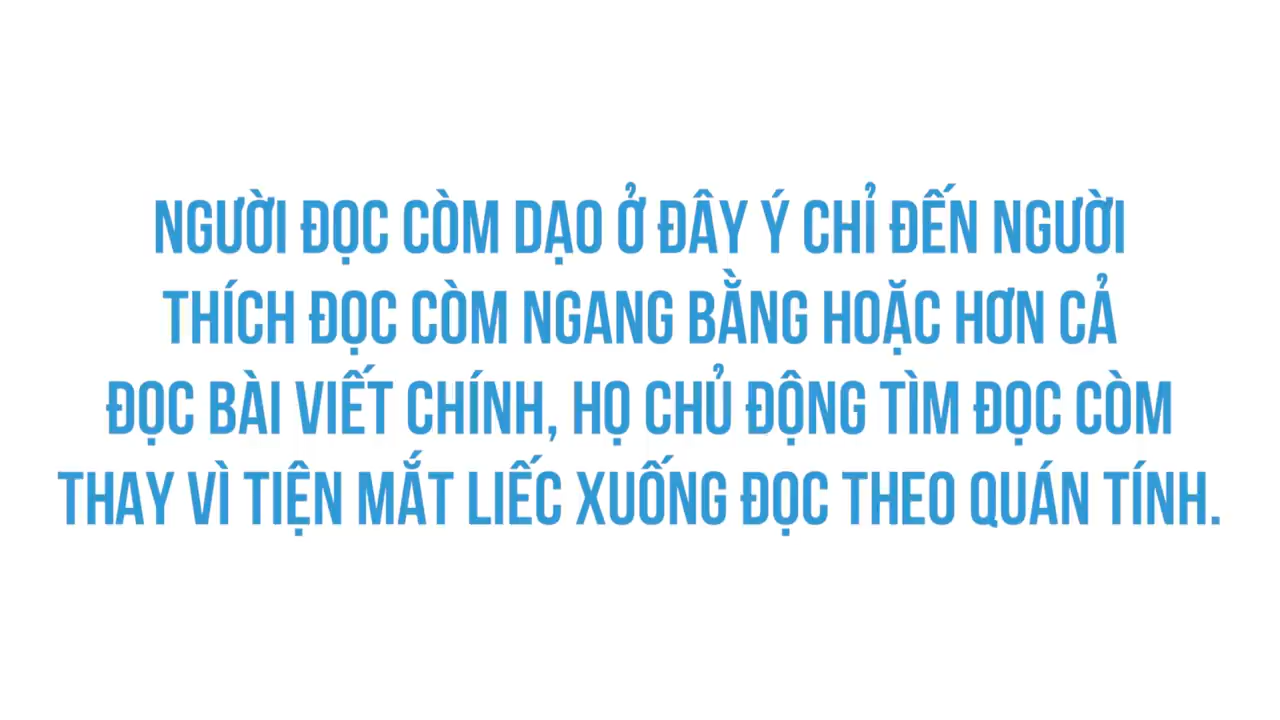 NGƯỜI ĐỌC CÒM DẠO Ở ĐÂY Ý CHỈ ĐẾN NGƯỜI
THÍCH ĐỌC CÒM NGANG BẰNG HOẶC HƠN CẢ
ĐỌC BÀI VIẾT CHÍNH, HỌ CHỦ ĐỘNG TÌM ĐỌC CÒM
THAY VÌ TIỆN MẮT LIẾC XUỐNG ĐỌC THEO QUÁN TÍNH.